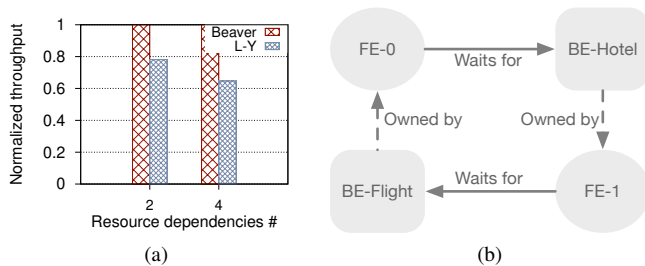 Normalized throughput
1
0.8
0.6
0.4
0.2
0
Beaver
L-Y
2
4
Resource dependencies #
(a)
FE-0
Waits for
BE-Hotel
Owned by
Owned by
BE-Flight
Waits for
FE-1
(b)